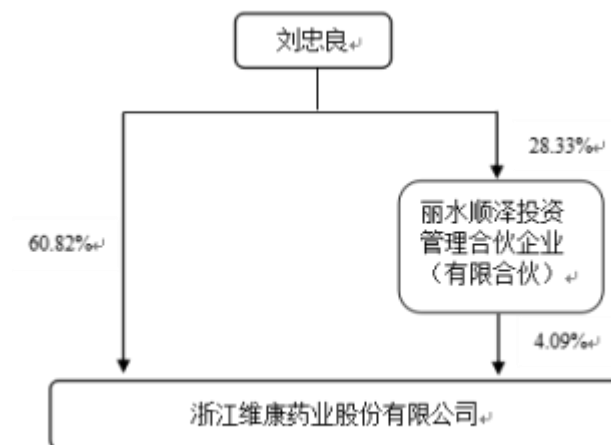 刘忠良
28.33%
60.82%
丽水顺泽投资
管理合伙企业
（有限合伙）
4.09%
浙江维康药业股份有限公司